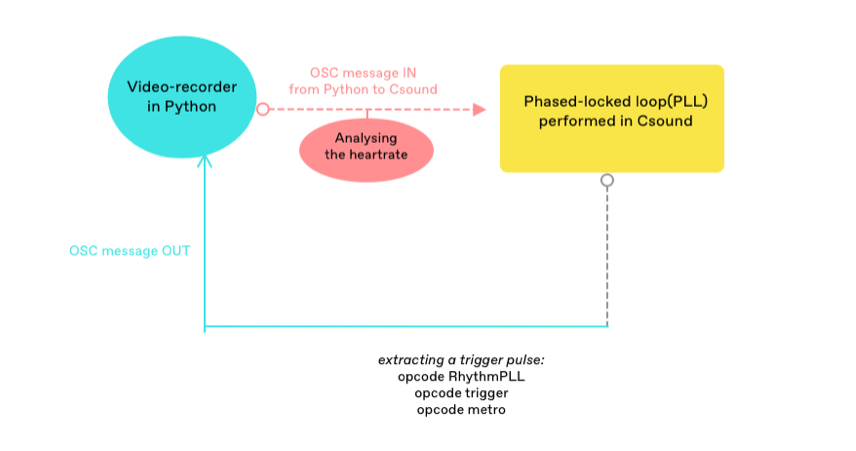 Video-recorder
in Python
OSC message IN
from Python to Csound
Analysing
the heartrate
Phased-locked loop(PLL)
performed in Csound
OSC message OUT
extracting a trigger pulse:
opcode RhythmPLL
opcode trigger
opcode metro